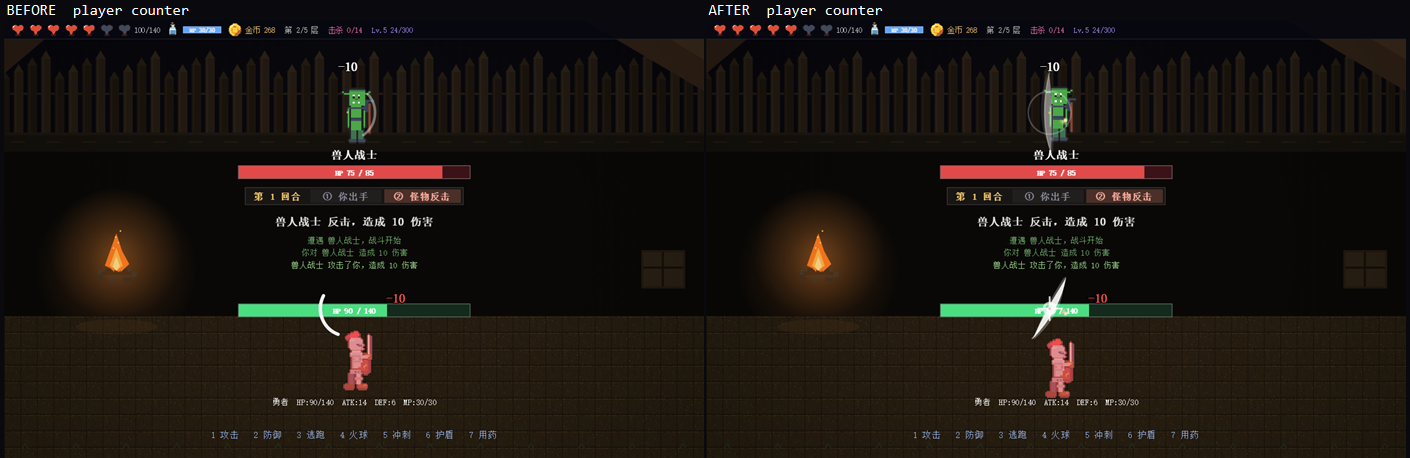 BEFORE  player counter
100/140 MP 30/30 金币 268 第 2/5 层 击杀 0/14 Lv.5 24/300
−10
兽人战士
HP 75 / 85
第 1 回合 ① 你出手 ② 怪物反击
兽人战士 反击，造成 10 伤害
遭遇 兽人战士，战斗开始
你对 兽人战士 造成 10 伤害
兽人战士 攻击了你，造成 10 伤害
−10
HP 90 / 140
勇者 HP:90/140 ATK:14 DEF:6 MP:30/30
1 攻击 2 防御 3 逃跑 4 火球 5 冲刺 6 护盾 7 用药
AFTER  player counter
100/140 MP 30/30 金币 268 第 2/5 层 击杀 0/14 Lv.5 24/300
−10
兽人战士
HP 75 / 85
第 1 回合 ① 你出手 ② 怪物反击
兽人战士 反击，造成 10 伤害
遭遇 兽人战士，战斗开始
你对 兽人战士 造成 10 伤害
兽人战士 攻击了你，造成 10 伤害
−10
140
勇者 HP:90/140 ATK:14 DEF:6 MP:30/30
1 攻击 2 防御 3 逃跑 4 火球 5 冲刺 6 护盾 7 用药